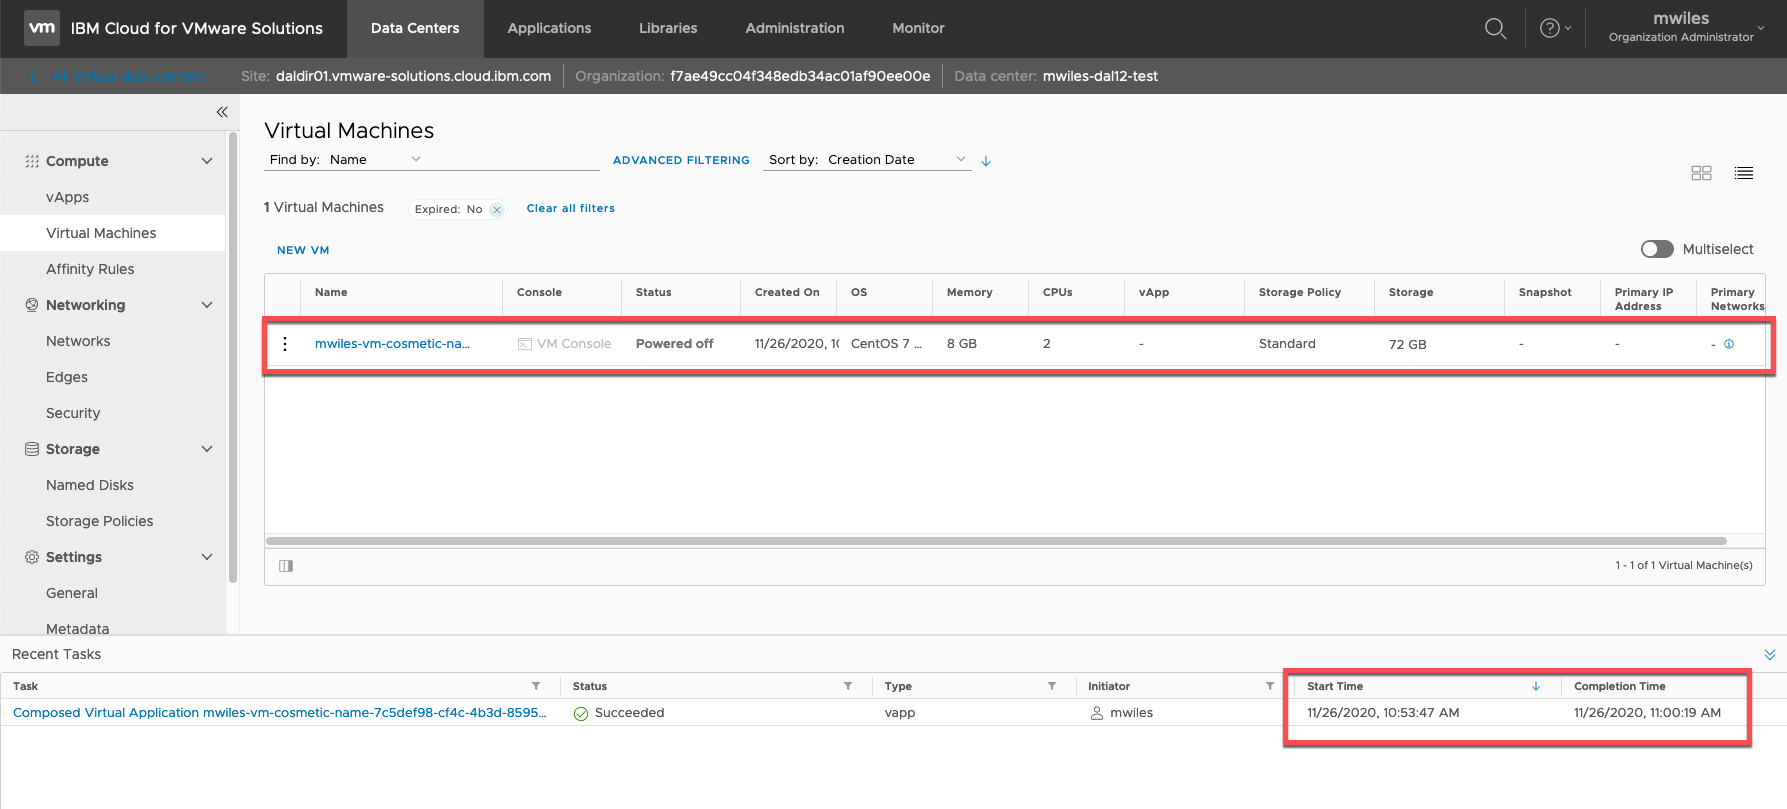 vm IBM Cloud for VMware Solutions Data Centers Applications Libraries Administration Monitor mwiles
Organization Administrator
All Virtual data centers Site: daldir01.vmware-solutions.cloud.ibm.com Organization: f7ae49cc04f348edb34ac01af90ee00e Data center: mwiles-dal12-test
Compute
vApps
Virtual Machines
Affinity Rules
Networking
Networks
Edges
Security
Storage
Named Disks
Storage Policies
Settings
General
Metadata
Virtual Machines
Find by: Name ADVANCED FILTERING Sort by: Creation Date
1 Virtual Machines Expired: No Clear all filters
NEW VM Multiselect
Name Console Status Created On OS Memory CPUs vApp Storage Policy Storage Snapshot Primary IP Address Primary Networks
mwiles-vm-cosmetic-na... VM Console Powered off 11/26/2020, 1( CentOS 7 ... 8 GB 2 - Standard 72 GB - - -
1 - 1 of 1 Virtual Machine(s)
Recent Tasks
Task Status Type Initiator Start Time Completion Time
Composed Virtual Application mwiles-vm-cosmetic-name-7c5def98-cf4c-4b3d-8595... Succeeded vapp mwiles 11/26/2020, 10:53:47 AM 11/26/2020, 11:00:19 AM